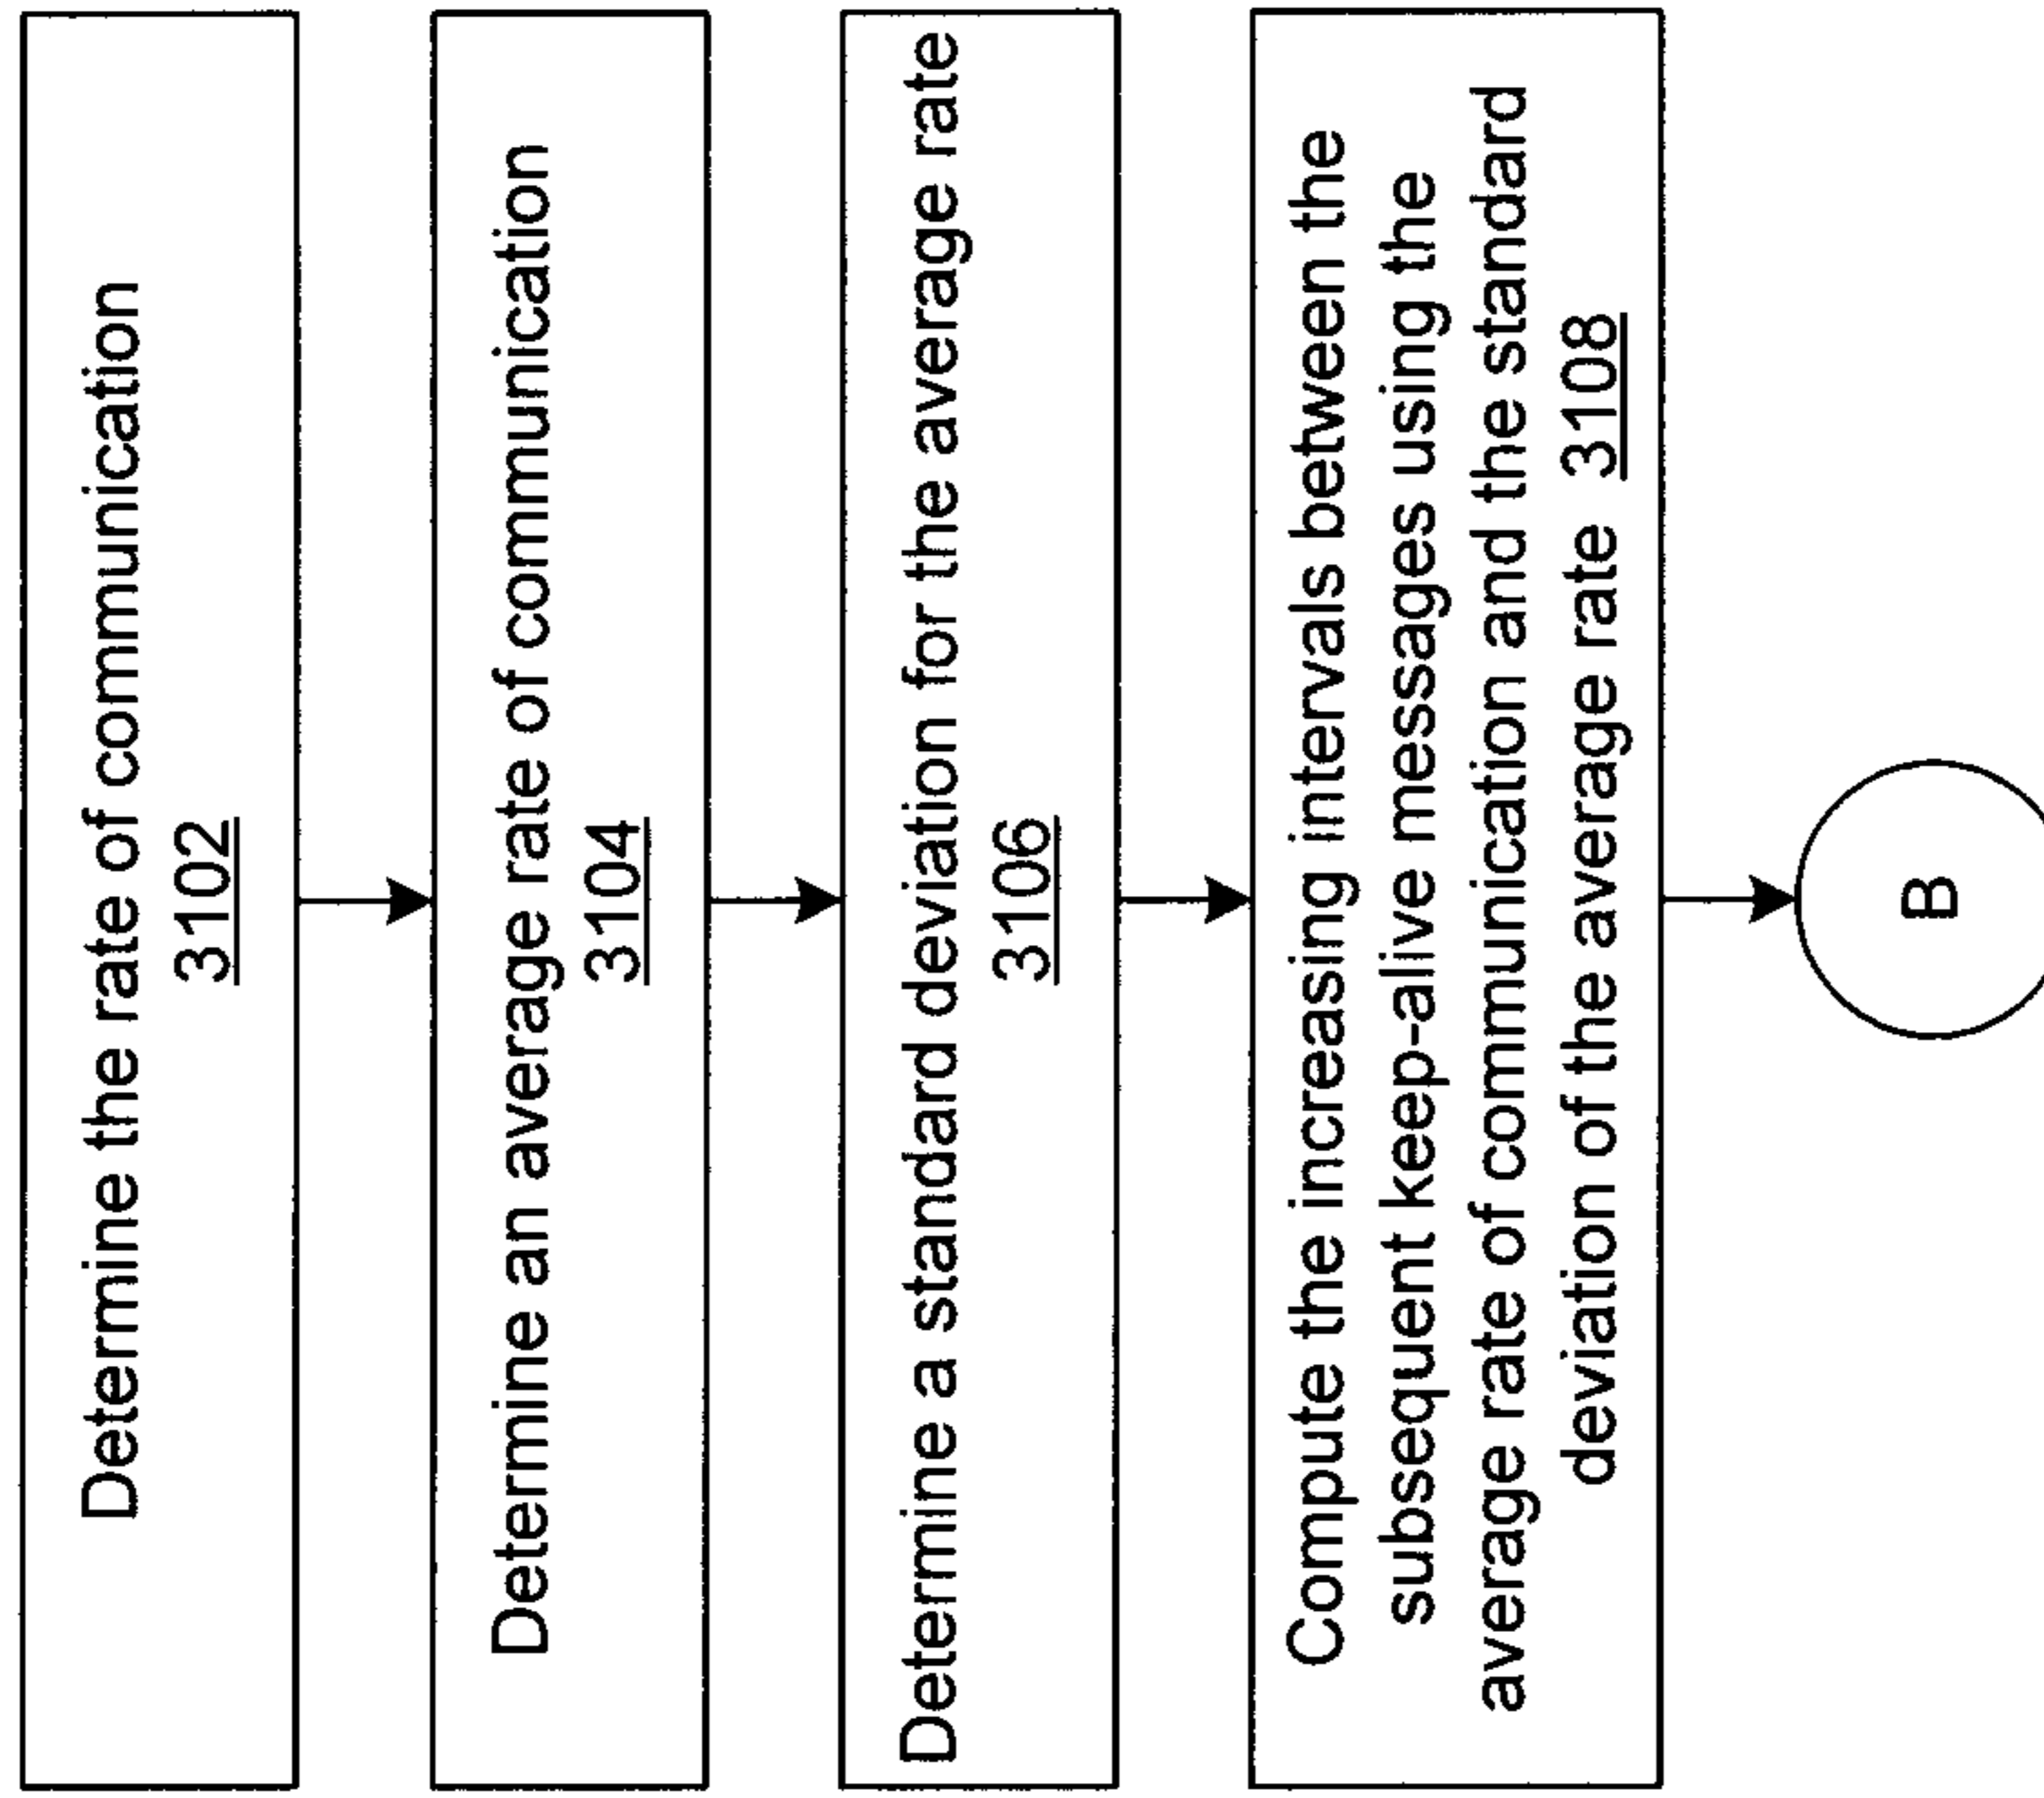 Determine the rate of communication
3102
Determine an average rate of communication
3104
Determine a standard deviation for the average rate
3106
Compute the increasing intervals between the
subsequent keep-alive messages using the
average rate of communication and the standard
deviation of the average rate 3108
B